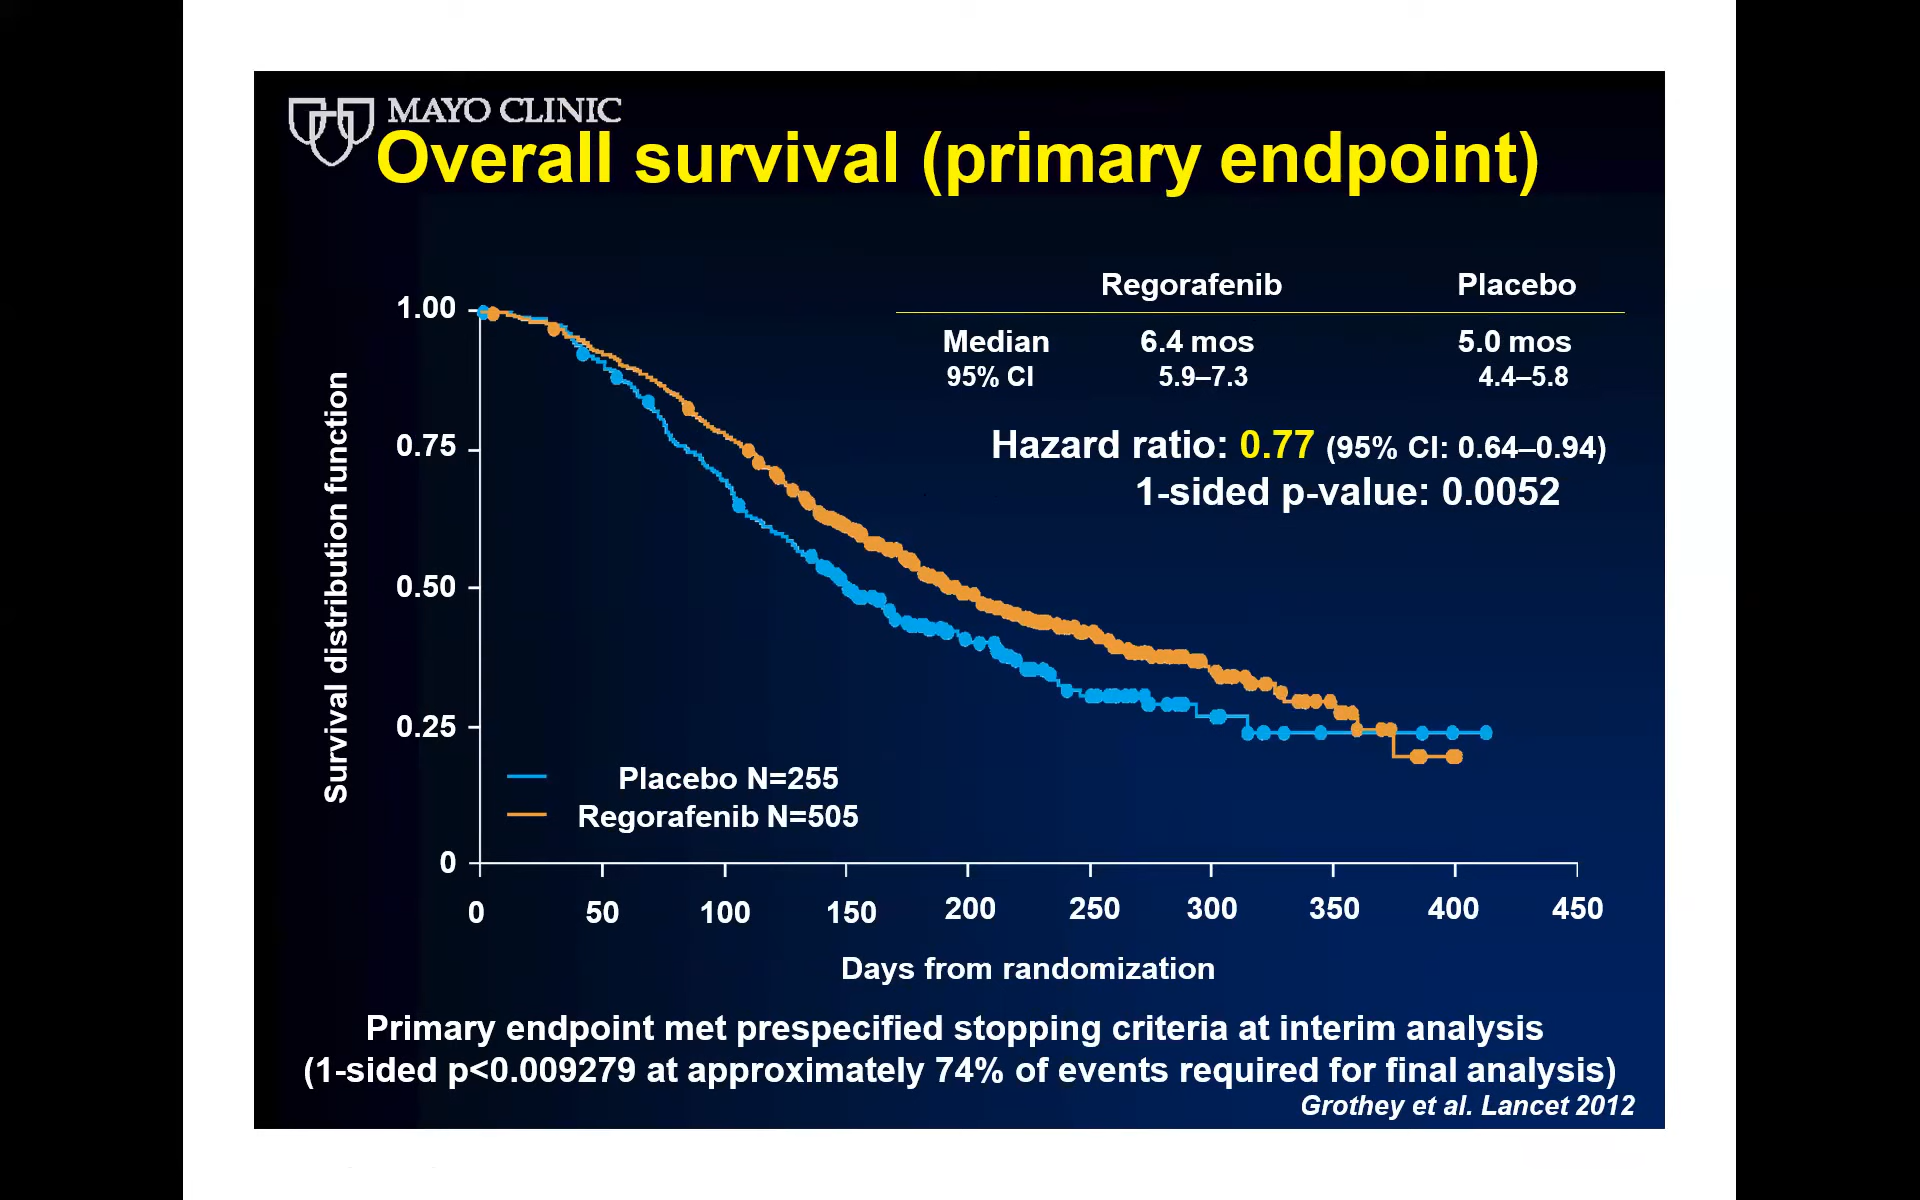 MAYO CLINIC
Overall survival (primary endpoint)
Regorafenib Placebo
Median 6.4 mos 5.0 mos
95% CI 5.9–7.3 4.4–5.8
Hazard ratio: 0.77 (95% CI: 0.64–0.94)
1-sided p-value: 0.0052
Survival distribution function
1.00
0.75
0.50
0.25
0
Placebo N=255
Regorafenib N=505
0 50 100 150 200 250 300 350 400 450
Days from randomization
Primary endpoint met prespecified stopping criteria at interim analysis
(1-sided p<0.009279 at approximately 74% of events required for final analysis)
Grothey et al. Lancet 2012